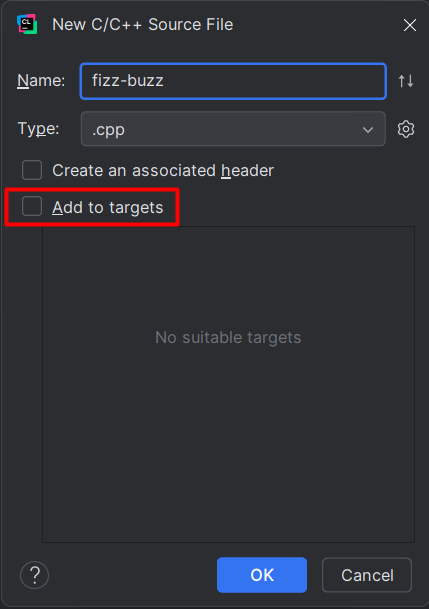 CL New C/C++ Source File
Name: fizz-buzz
Type: .cpp
Create an associated header
Add to targets
No suitable targets
? OK Cancel